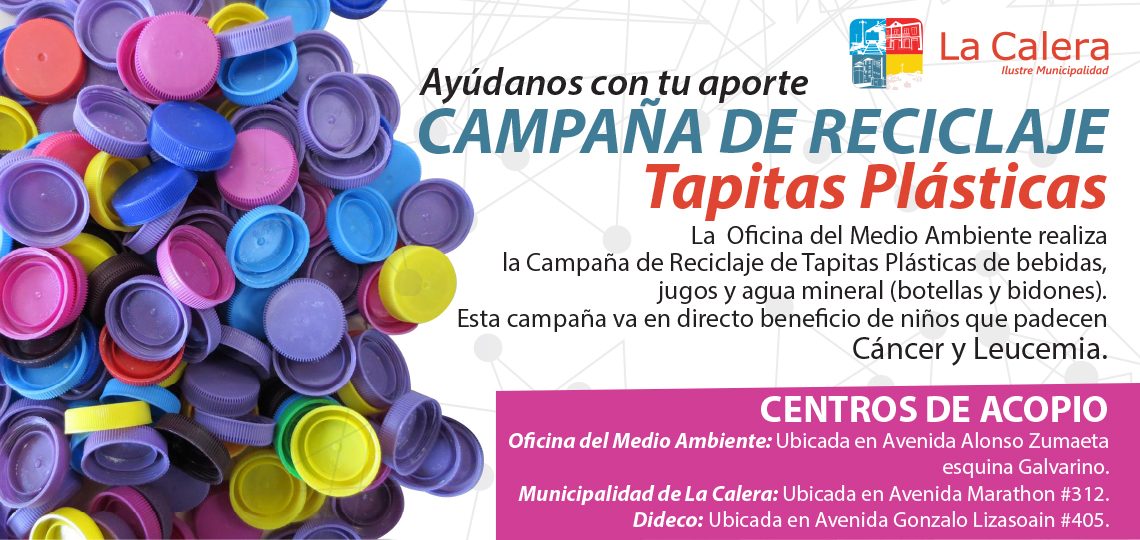 La Calera
Ilustre Municipalidad
Ayúdanos con tu aporte
CAMPAÑA DE RECICLAJE
Tapitas Plásticas
La Oficina del Medio Ambiente realiza
la Campaña de Reciclaje de Tapitas Plásticas de bebidas,
jugos y agua mineral (botellas y bidones).
Esta campaña va en directo beneficio de niños que padecen
Cáncer y Leucemia.
CENTROS DE ACOPIO
Oficina del Medio Ambiente: Ubicada en Avenida Alonso Zumaeta
esquina Galvarino.
Municipalidad de La Calera: Ubicada en Avenida Marathon #312.
Dideco: Ubicada en Avenida Gonzalo Lizasoain #405.